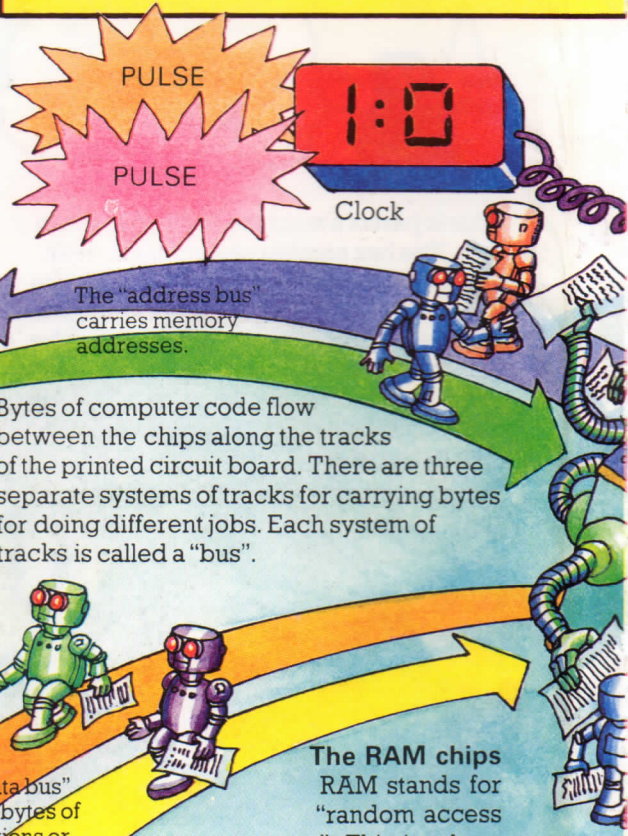 PULSE
PULSE
1:0
Clock
The "address bus"
carries memory
addresses.
Bytes of computer code flow
between the chips along the tracks
of the printed circuit board. There are three
separate systems of tracks for carrying bytes
for doing different jobs. Each system of
tracks is called a "bus".
bus"
bytes of
or
The RAM chips
RAM stands for
"random access